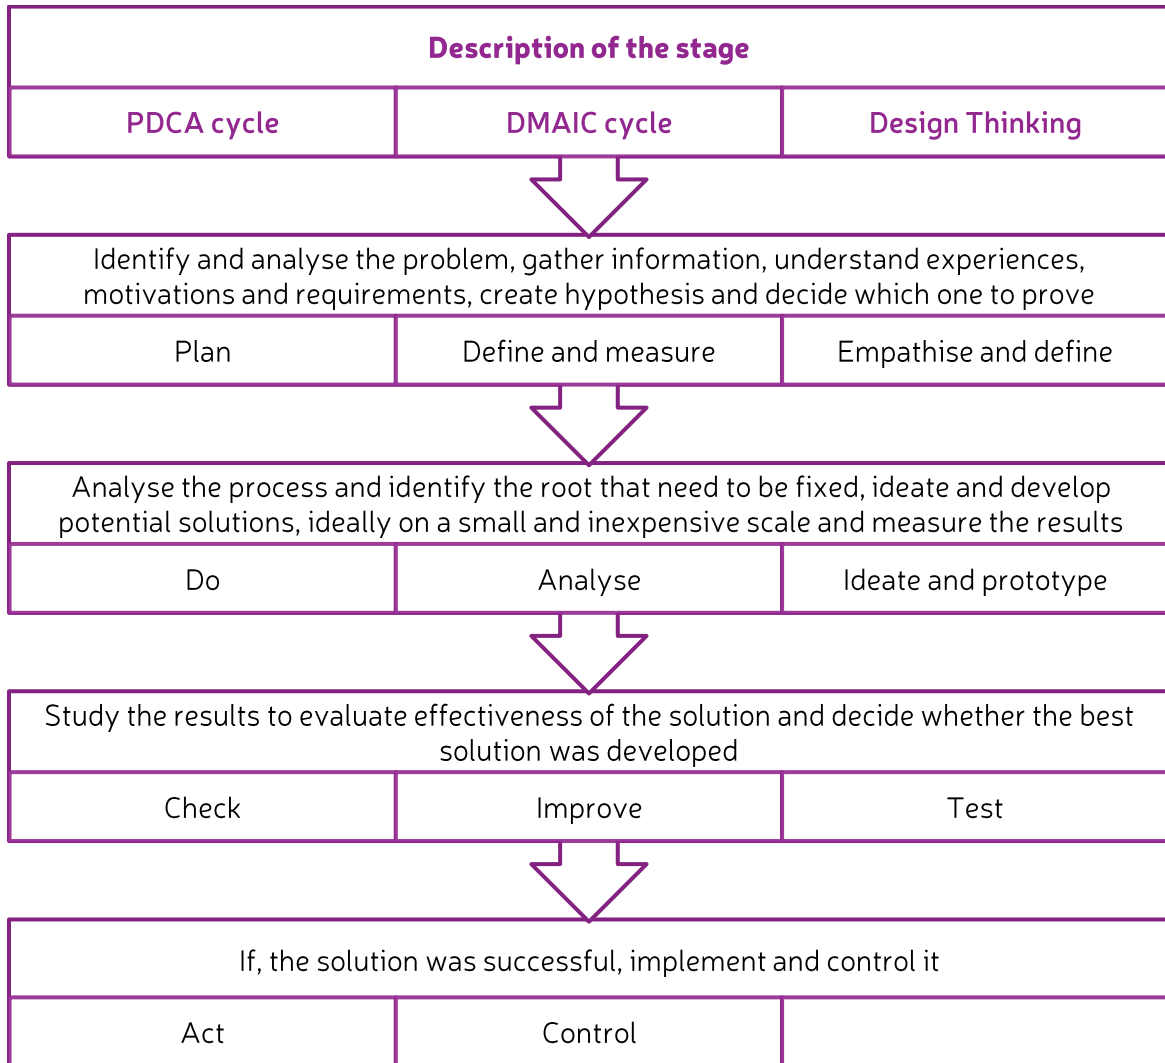 Description of the stage
PDCA cycle
DMAIC cycle
Design Thinking
Identify and analyse the problem, gather information, understand experiences,
motivations and requirements, create hypothesis and decide which one to prove
Plan
Define and measure
Empathise and define
Analyse the process and identify the root that need to be fixed, ideate and develop
potential solutions, ideally on a small and inexpensive scale and measure the results
Do
Analyse
Ideate and prototype
Study the results to evaluate effectiveness of the solution and decide whether the best
solution was developed
Check
Improve
Test
If, the solution was successful, implement and control it
Act
Control